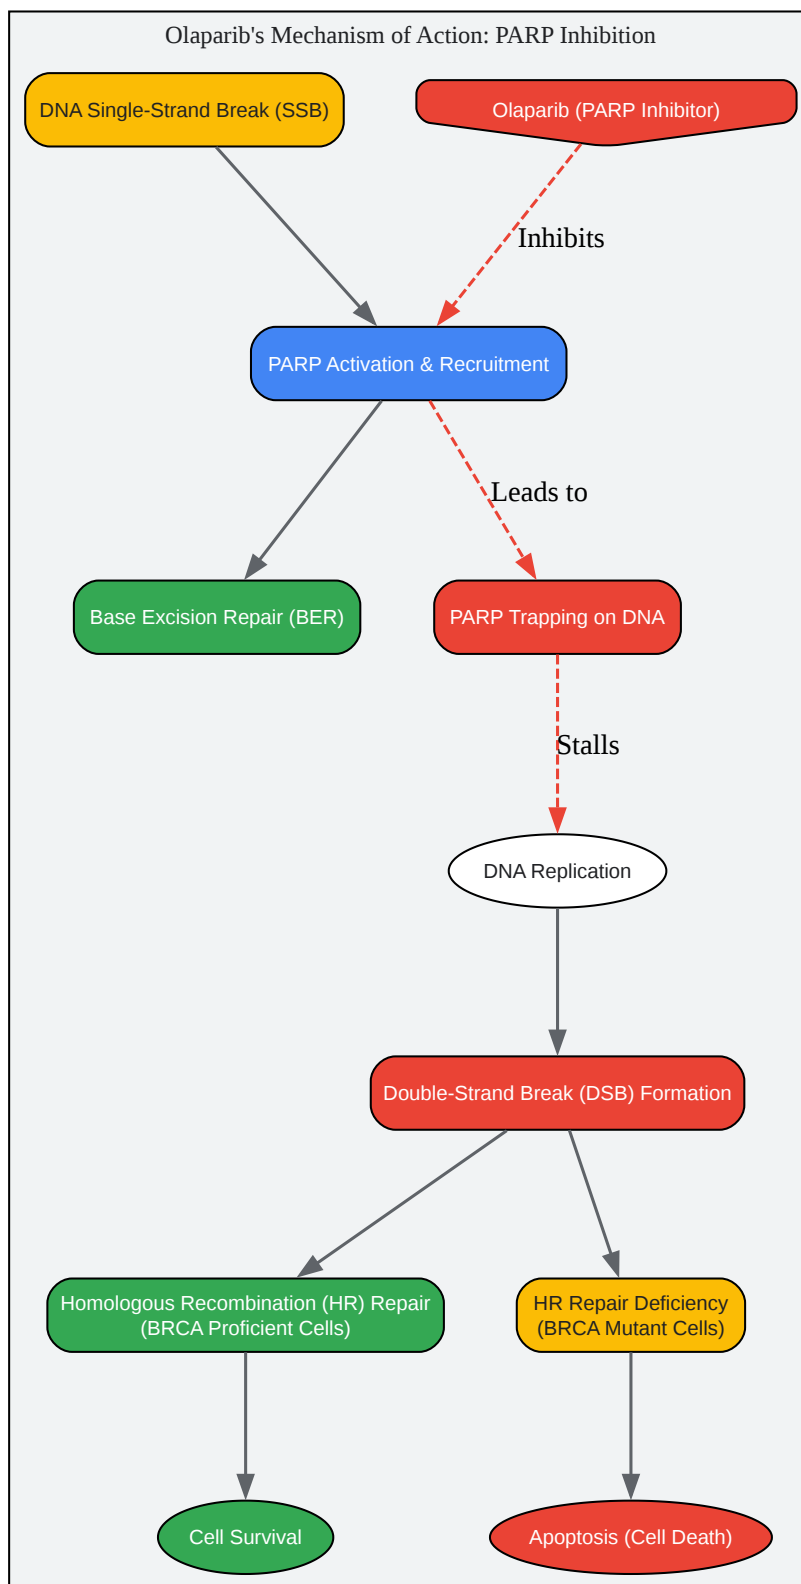 Olaparib's Mechanism of Action: PARP Inhibition
DNA Single-Strand Break (SSB)
Olaparib (PARP Inhibitor)
Inhibits
PARP Activation & Recruitment
Leads to
Base Excision Repair (BER)
PARP Trapping on DNA
Stalls
DNA Replication
Double-Strand Break (DSB) Formation
Homologous Recombination (HR) Repair
(BRCA Proficient Cells)
HR Repair Deficiency
(BRCA Mutant Cells)
Cell Survival
Apoptosis (Cell Death)